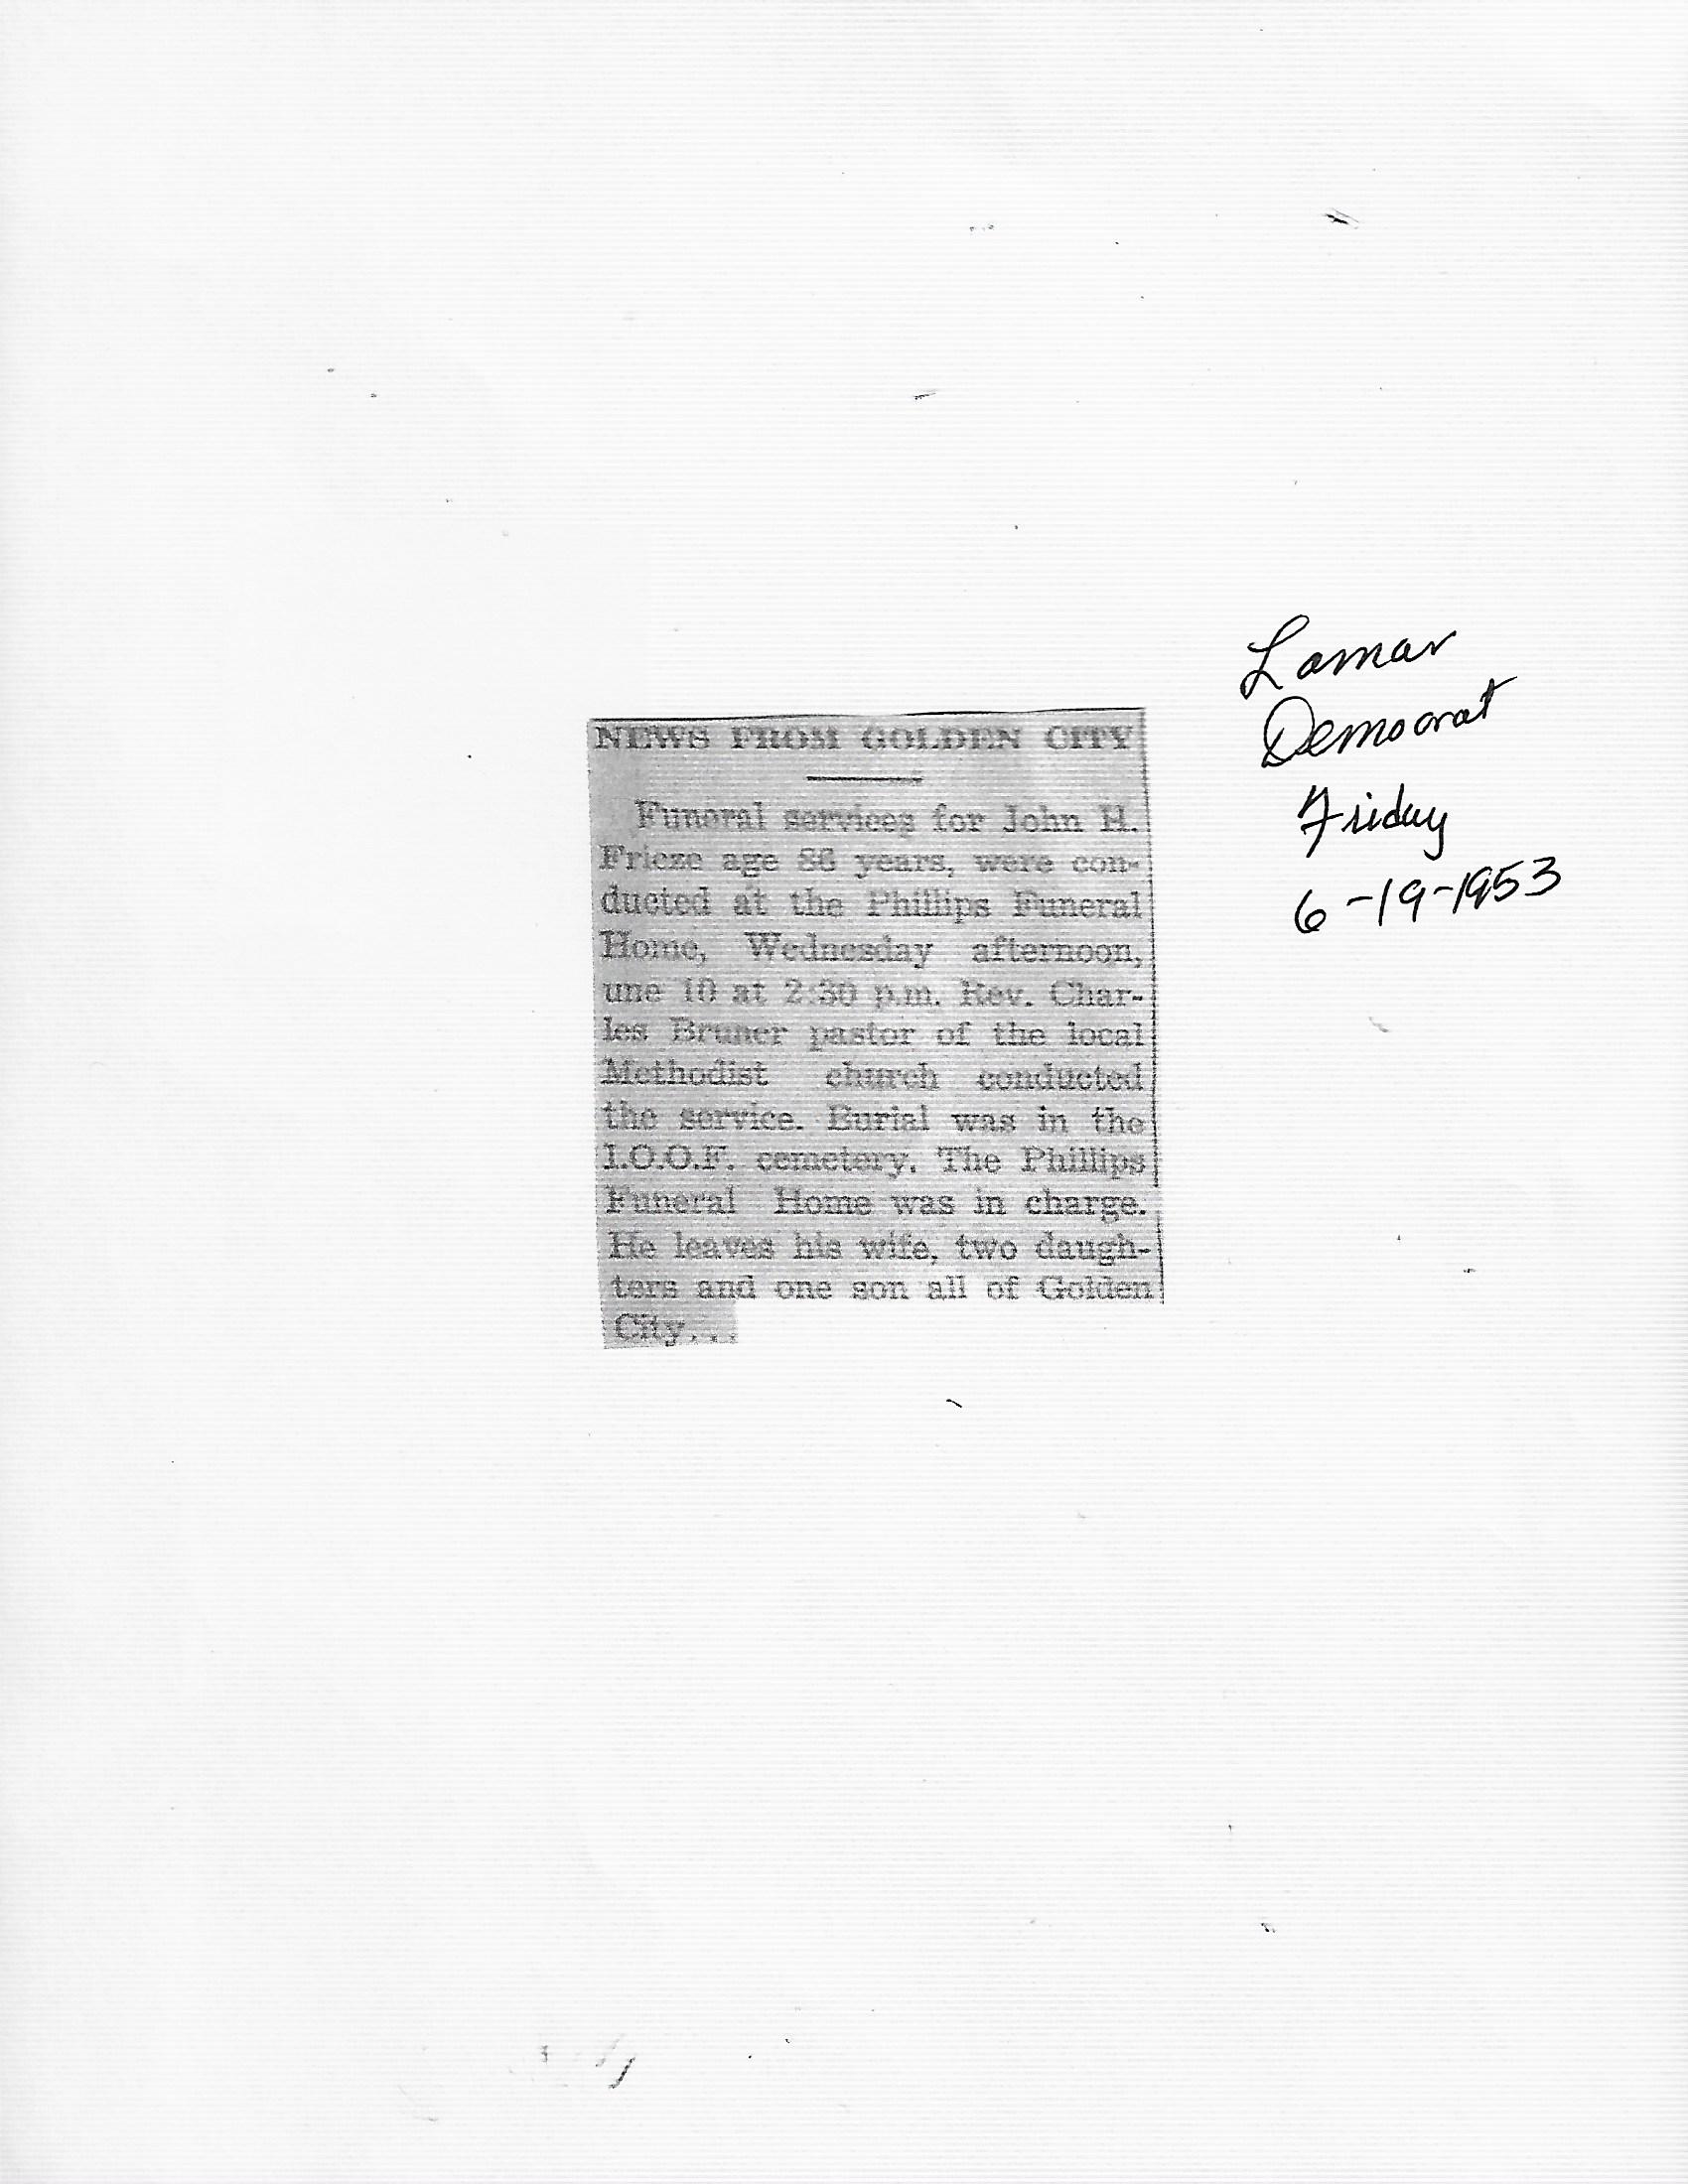 NEWS FROM GOLDEN CITY
Funeral services for John H.
Frieze age 86 years, were con-
ducted at the Phillips Funeral
Home, Wednesday afternoon,
une 10 at 2:30 p.m. Rev. Char-
les Bruner pastor of the local
Methodist church conducted
the service. Burial was in the
I.O.O.F. cemetery. The Phillips
Funeral Home was in charge.
He leaves his wife, two daugh-
ters and one son all of Golden
City...
Lamar
Democrat
Friday
6-19-1953